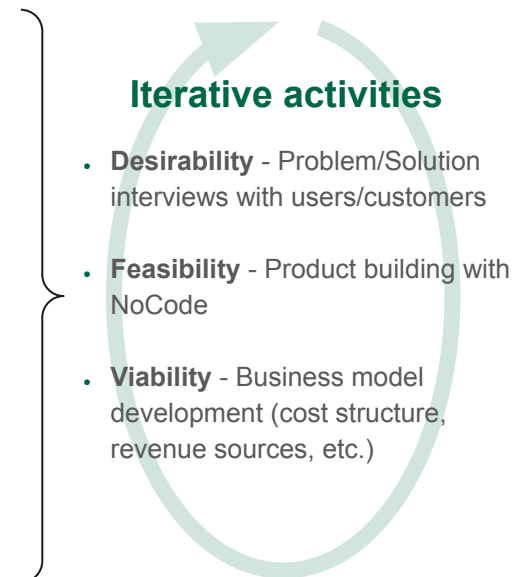 Iterative activities
• Desirability - Problem/Solution
interviews with users/customers
• Feasibility - Product building with
NoCode
• Viability - Business model
development (cost structure,
revenue sources, etc.)